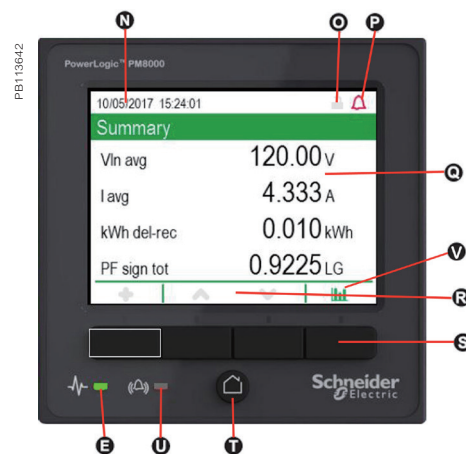 PB113642
N
O
P
PowerLogic™ PM8000
10/05/2017 15:24:01
Summary
Vln avg 120.00 V
I avg 4.333 A
kWh del-rec 0.010 kWh
PF sign tot 0.9225 LG
Q
V
R
S
Schneider
Electric
E
U
T